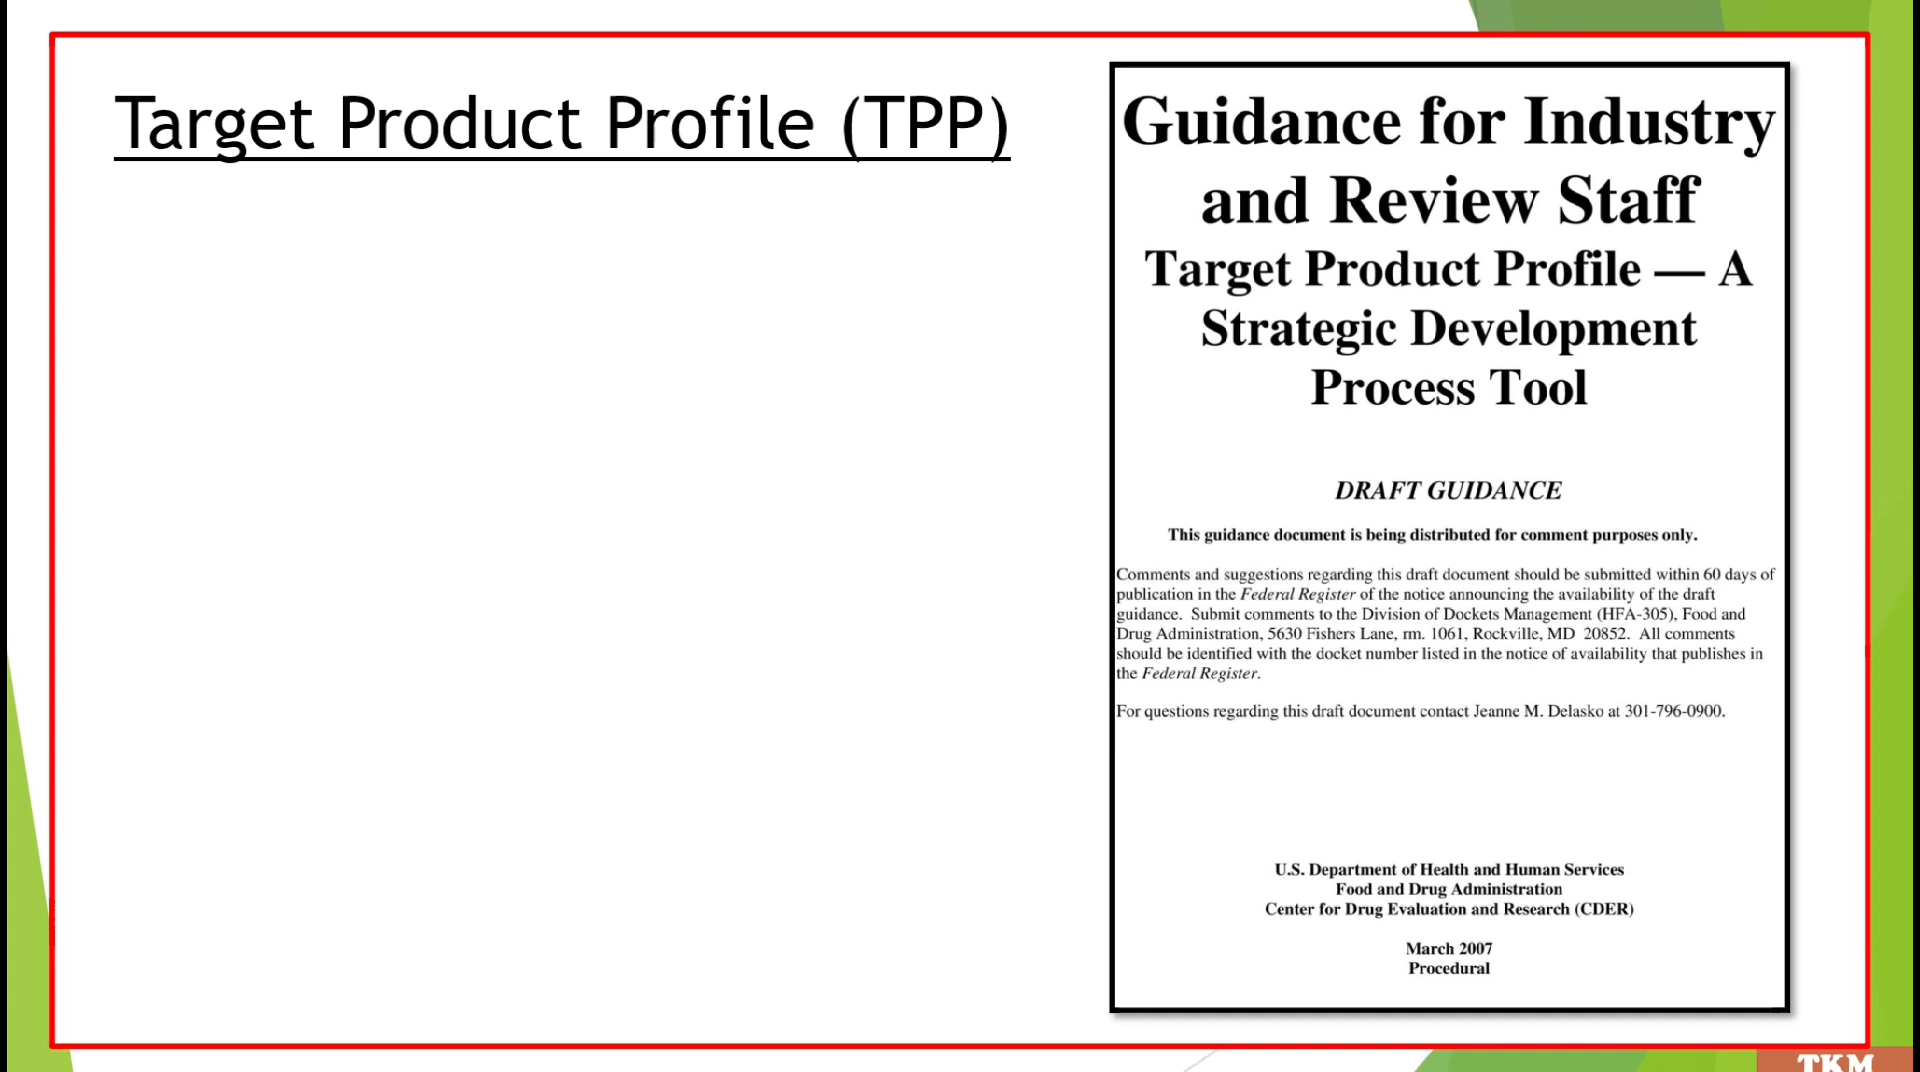 Target Product Profile (TPP)
Guidance for Industry
and Review Staff
Target Product Profile — A
Strategic Development
Process Tool
DRAFT GUIDANCE
This guidance document is being distributed for comment purposes only.
Comments and suggestions regarding this draft document should be submitted within 60 days of
publication in the Federal Register of the notice announcing the availability of the draft
guidance. Submit comments to the Division of Dockets Management (HFA-305), Food and
Drug Administration, 5630 Fishers Lane, rm. 1061, Rockville, MD 20852. All comments
should be identified with the docket number listed in the notice of availability that publishes in
the Federal Register.
For questions regarding this draft document contact Jeanne M. Delasko at 301-796-0900.
U.S. Department of Health and Human Services
Food and Drug Administration
Center for Drug Evaluation and Research (CDER)
March 2007
Procedural
TKM